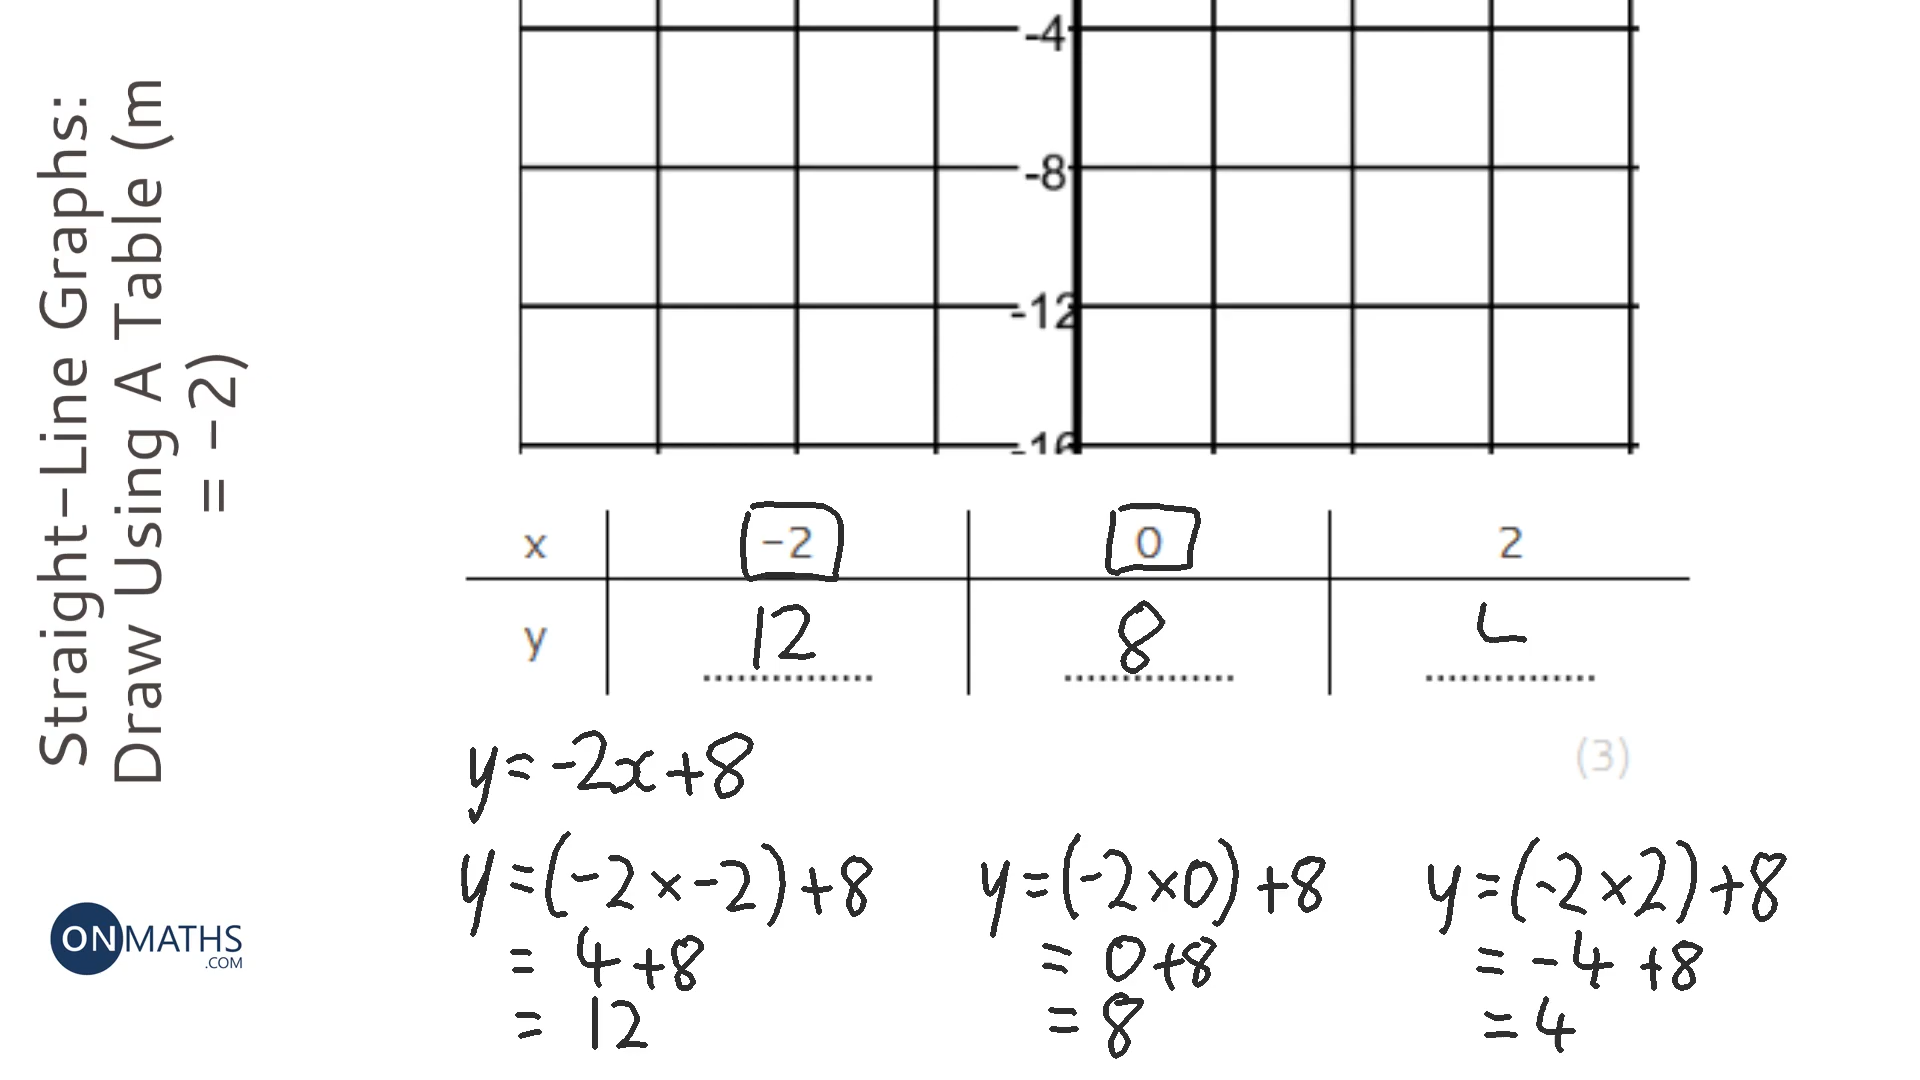 Straight-Line Graphs:
Draw Using A Table (m
= -2)
-4
-8
-12
-16
x -2 0 2
y 12 8
(3)
y = -2x + 8
y = (-2 × -2) + 8 y = (-2 × 0) + 8 y = (-2 × 2) + 8
= 4 + 8 = 0 + 8 = -4 + 8
= 12 = 8 = 4
ONMATHS
.COM